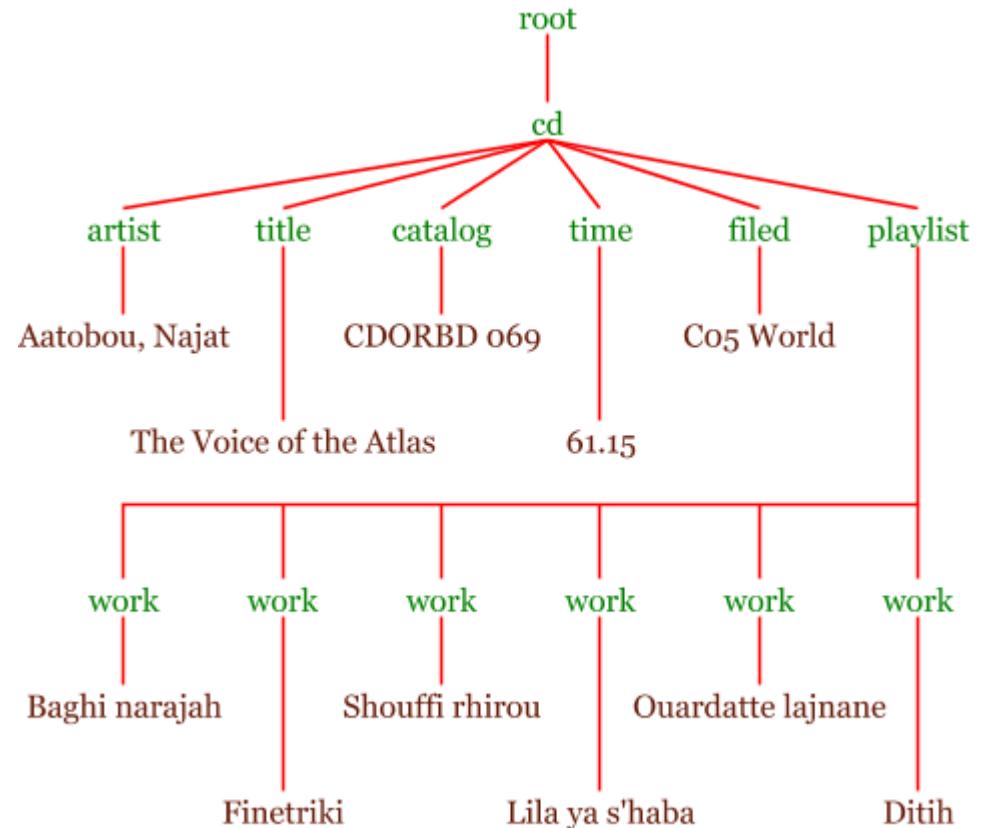 root
cd
artist title catalog time filed playlist
Aatobou, Najat CDORBD 069 C05 World
The Voice of the Atlas 61.15
work work work work work work
Baghi narajah Shouffi rhirou Ouardatte lajnane
Finetriki Lila ya s'haba Ditih